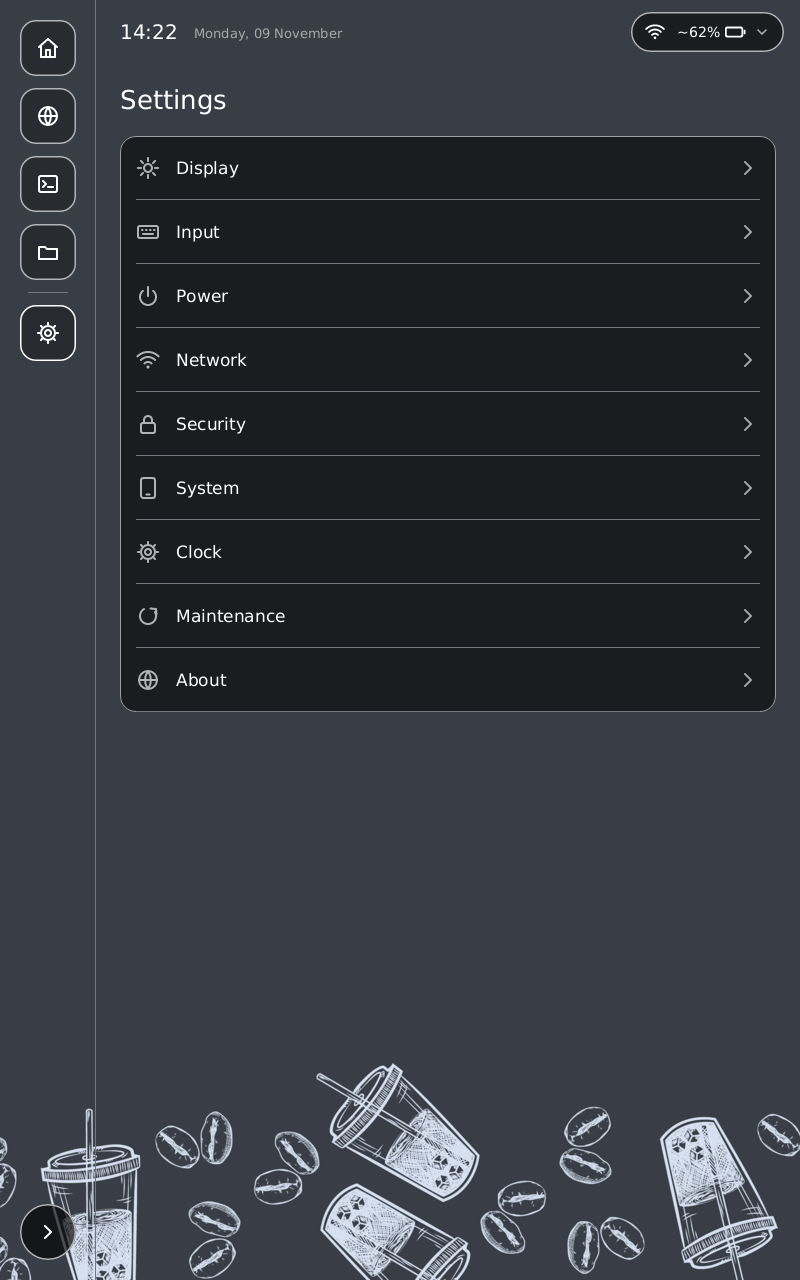 14:22 Monday, 09 November ~62%
Settings
Display
Input
Power
Network
Security
System
Clock
Maintenance
About